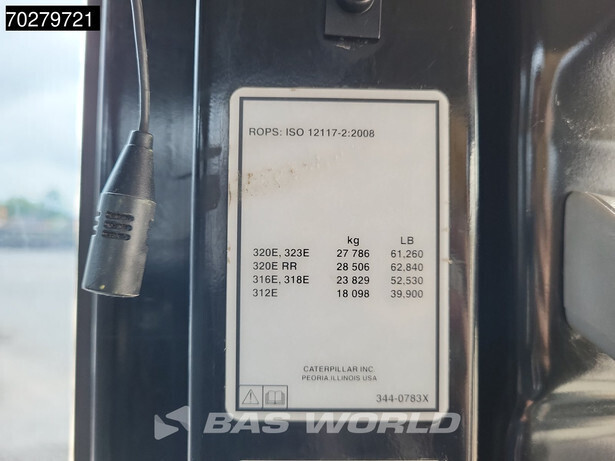 70279721
ROPS: ISO 12117-2:2008
kg LB
320E, 323E 27 786 61,260
320E RR 28 506 62,840
316E, 318E 23 829 52,530
312E 18 098 39,900
CATERPILLAR INC.
PEORIA, ILLINOIS USA
344-0783X
BAS WORLD